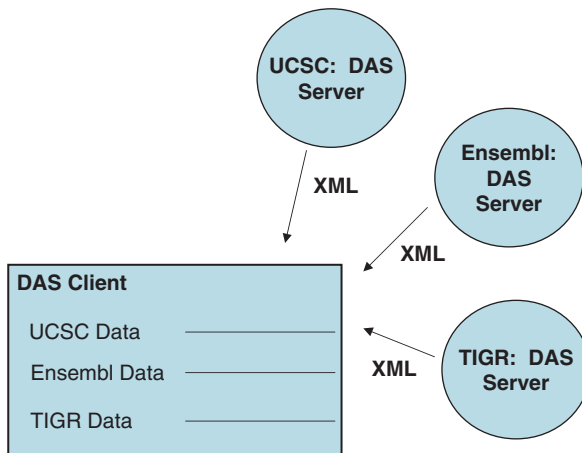 UCSC: DAS
Server
XML
Ensembl:
DAS
Server
XML
DAS Client
UCSC Data
Ensembl Data
TIGR Data
XML
TIGR: DAS
Server